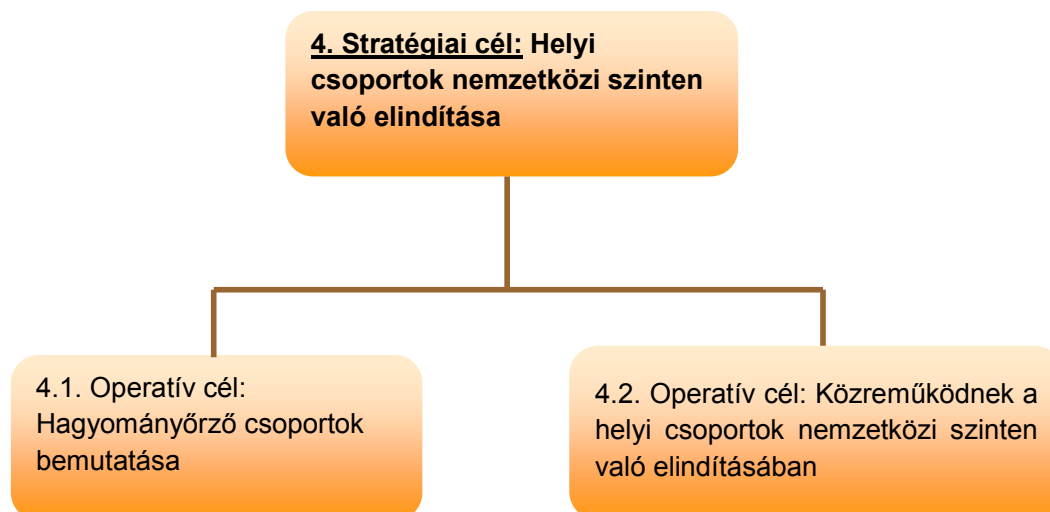 4. Stratégiai cél: Helyi
csoportok nemzetközi szinten
való elindítása
4.1. Operatív cél:
Hagyományőrző csoportok
bemutatása
4.2. Operatív cél: Közreműködnek a
helyi csoportok nemzetközi szinten
való elindításában